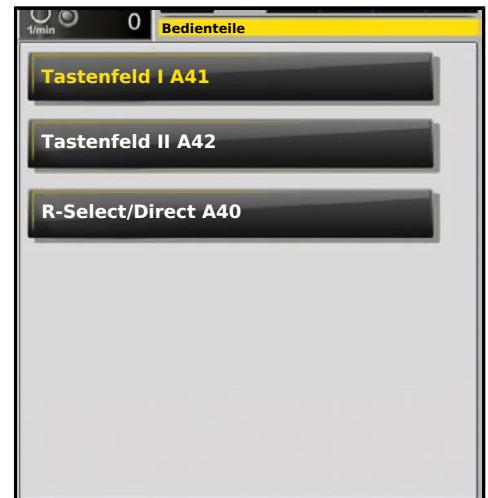 1/min
0
Bedienteile
Tastenfeld I A41
Tastenfeld II A42
R-Select/Direct A40